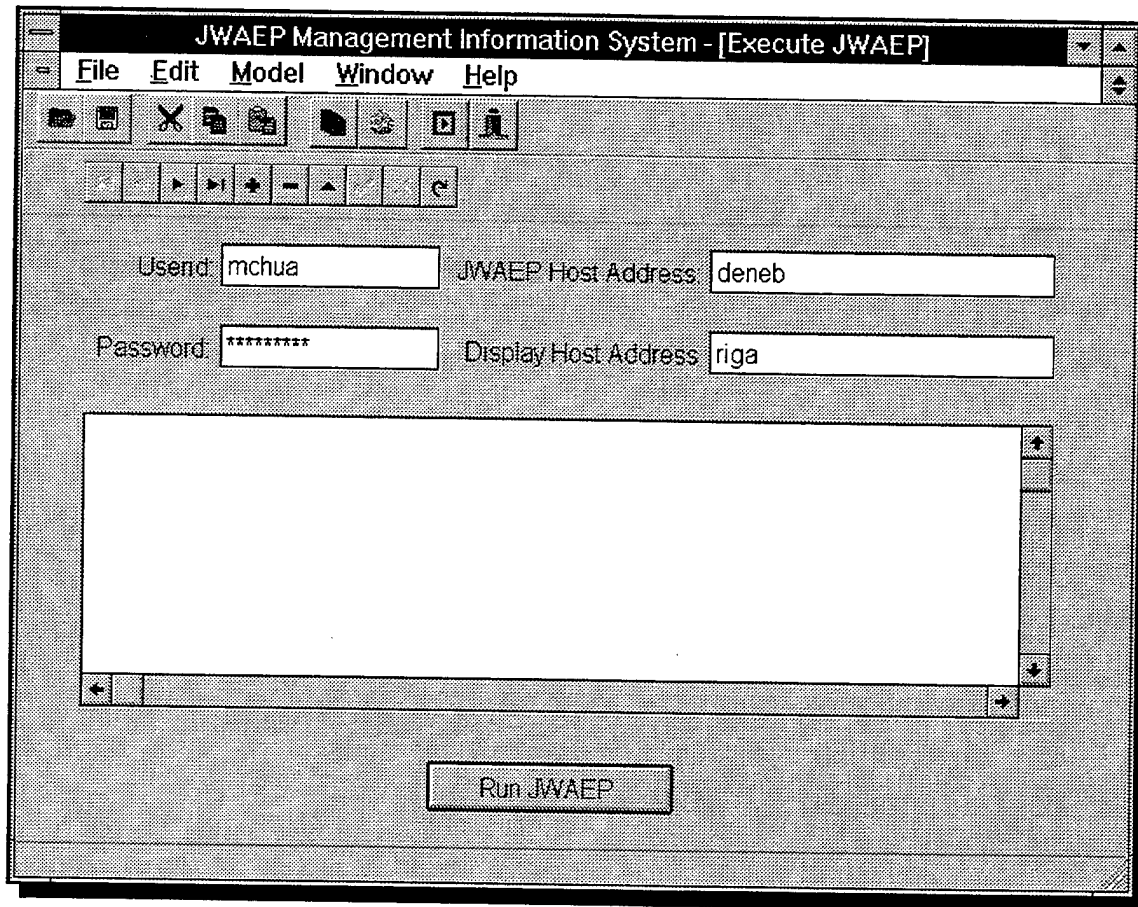 JWAEP Management Information System - [Execute JWAEP]
File Edit Model Window Help
Userid: mchua JWAEP Host Address: deneb
Password: ********* Display Host Address: riga
Run JWAEP